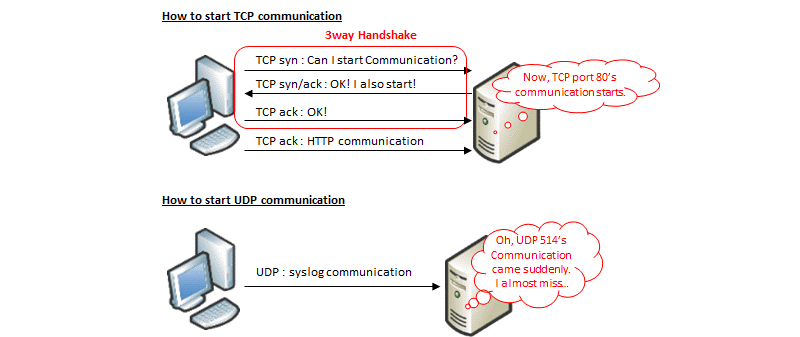 How to start TCP communication
3way Handshake
TCP syn : Can I start Communication?
TCP syn/ack : OK! I also start!
TCP ack : OK!
TCP ack : HTTP communication
Now, TCP port 80's
communication starts.
How to start UDP communication
UDP : syslog communication
Oh, UDP 514's
Communication
came suddenly.
I almost miss...